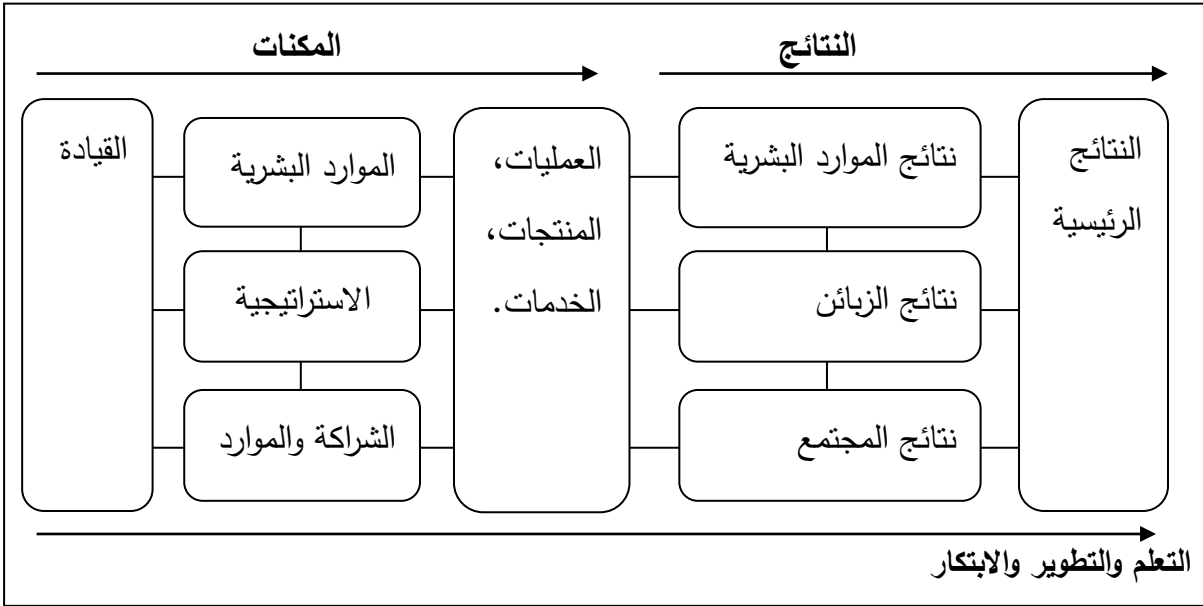 المكنات
النتائج
القيادة
الموارد البشرية
الاستراتيجية
الشراكة والموارد
العمليات،
المنتجات،
الخدمات.
نتائج الموارد البشرية
نتائج الزبائن
نتائج المجتمع
النتائج
الرئيسية
التعلم والتطوير والابتكار